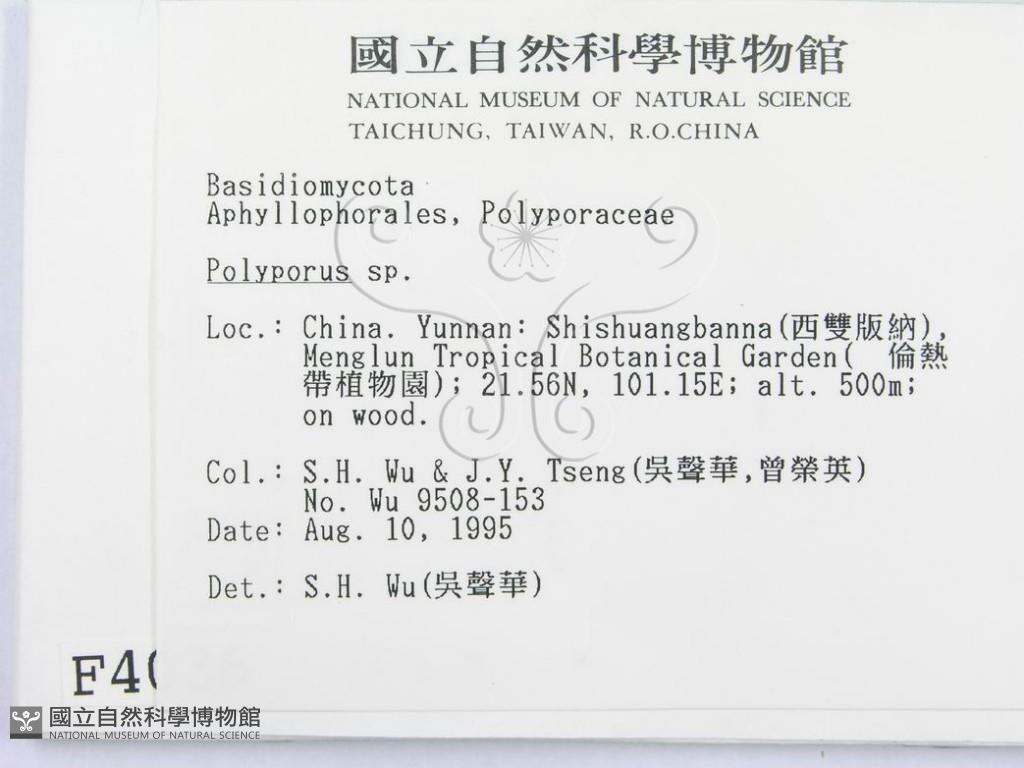 國立自然科學博物館
NATIONAL MUSEUM OF NATURAL SCIENCE
TAICHUNG, TAIWAN, R.O.CHINA
Basidiomycota
Aphyllophorales, Polyporaceae
Polyporus sp.
Loc.: China. Yunnan: Shishuangbanna(西雙版納),
Menglun Tropical Botanical Garden(  倫熱
帶植物園); 21.56N, 101.15E; alt. 500m;
on wood.
Col.: S.H. Wu & J.Y. Tseng(吳聲華,曾榮英)
No. Wu 9508-153
Date: Aug. 10, 1995
Det.: S.H. Wu(吳聲華)
F40
國立自然科學博物館
NATIONAL MUSEUM OF NATURAL SCIENCE